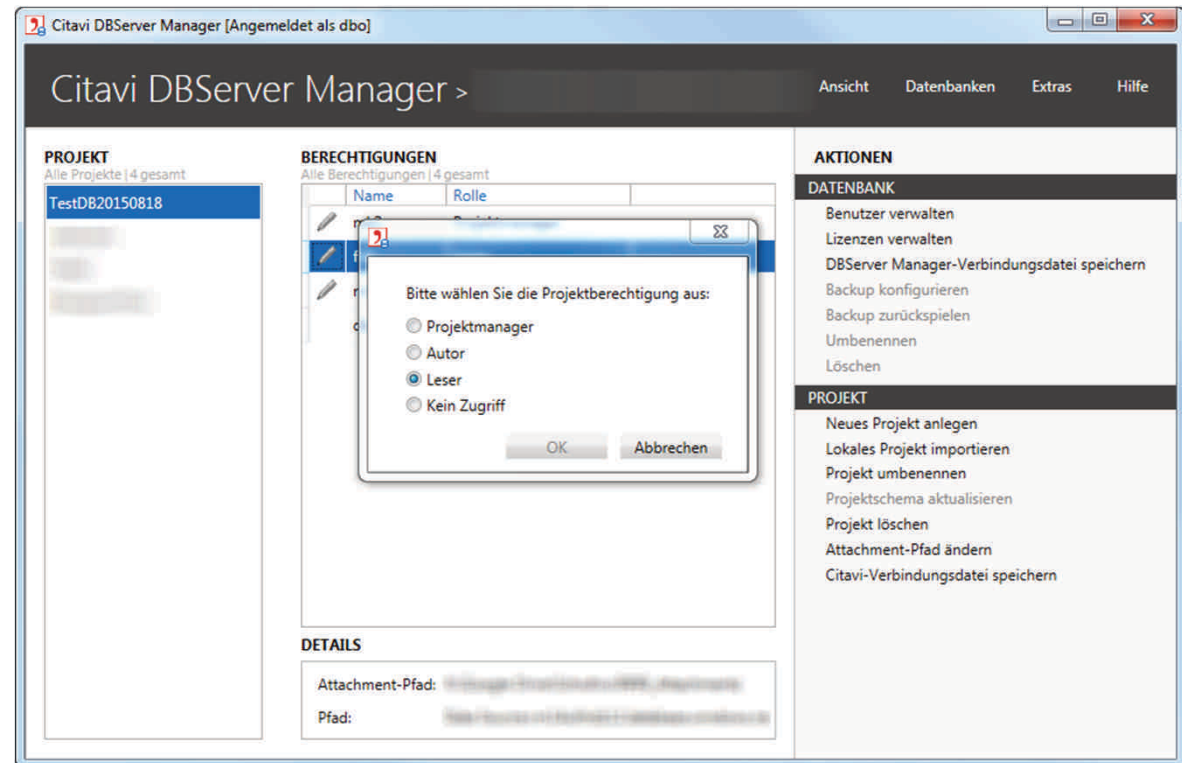 Citavi DBServer Manager [Angemeldet als dbo]
Citavi DBServer Manager >
Ansicht Datenbanken Extras Hilfe
PROJEKT
Alle Projekte | 4 gesamt
TestDB20150818
BERECHTIGUNGEN
Alle Berechtigungen | 4 gesamt
Name Rolle
Bitte wählen Sie die Projektberechtigung aus:
Projektmanager
Autor
Leser
Kein Zugriff
OK Abbrechen
DETAILS
Attachment-Pfad:
Pfad:
AKTIONEN
DATENBANK
Benutzer verwalten
Lizenzen verwalten
DBServer Manager-Verbindungsdatei speichern
Backup konfigurieren
Backup zurückspielen
Umbenennen
Löschen
PROJEKT
Neues Projekt anlegen
Lokales Projekt importieren
Projekt umbenennen
Projektschema aktualisieren
Projekt löschen
Attachment-Pfad ändern
Citavi-Verbindungsdatei speichern